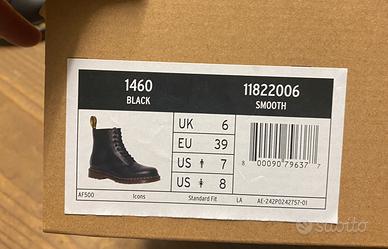 1460
BLACK
11822006
SMOOTH
UK 6
EU 39
US 7
US 8
8 00090 79637 7
AF500 Icons Standard Fit LA AE-242P0242757-01
subito